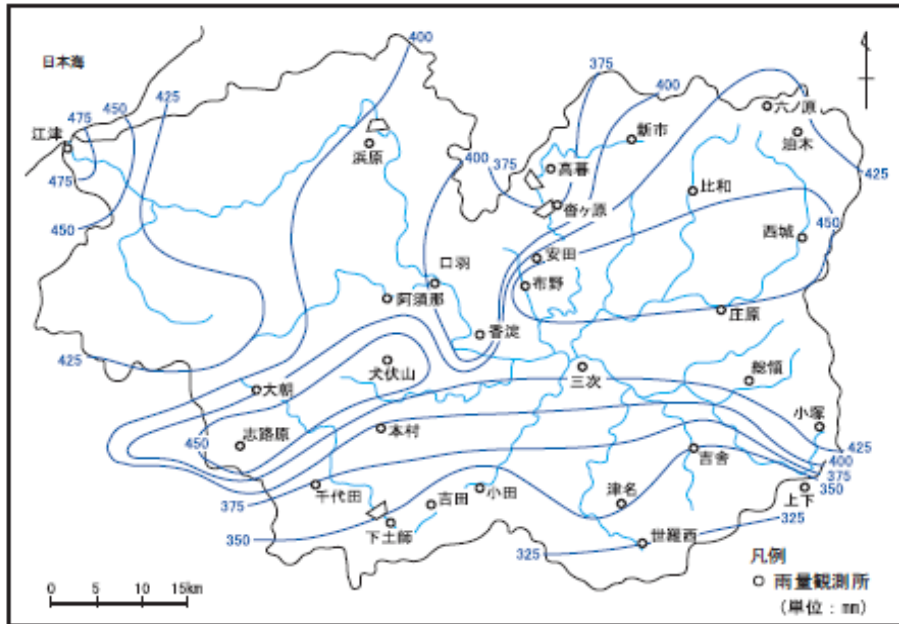 400
日本海
425
450
475
375
400
六ノ原
新市
油木
江津
浜原
高暮
400
375
比和
425
475
沓ヶ原
450
450
西城
安田
口羽
布野
阿須那
庄原
香淀
425
犬伏山
三次
総領
大朝
小塚
450
志路原
本村
425
吉舎
400
375
千代田
小田
津名
上下
350
375
吉田
350
下土師
325
世羅西
325
凡例
0 5 10 15km
雨量観測所
(単位:mm)